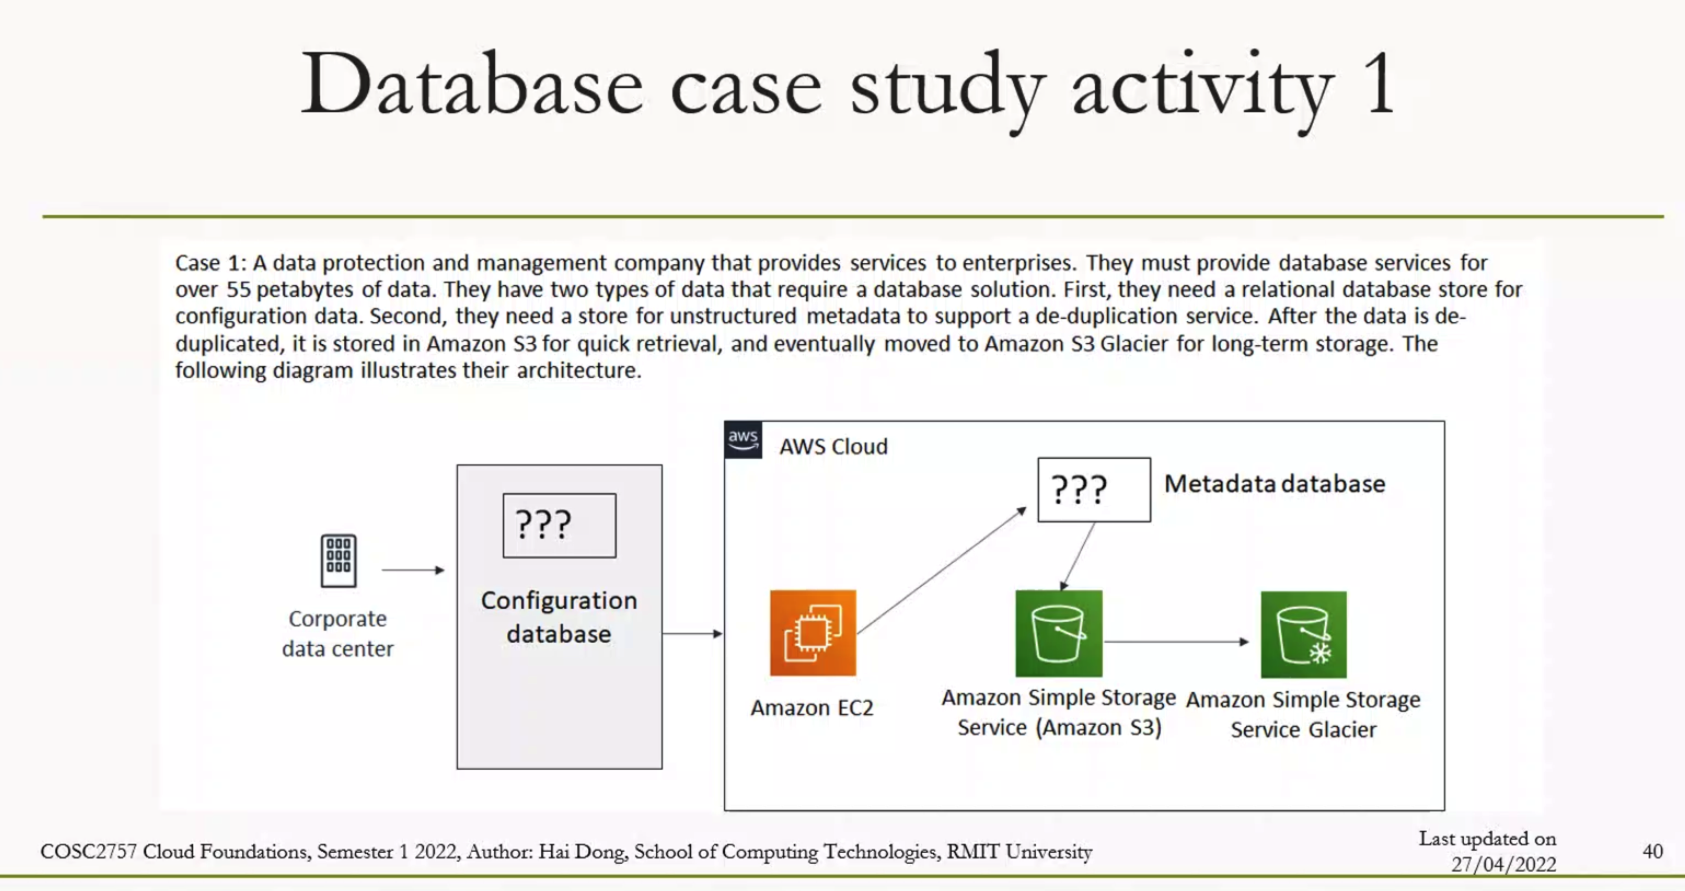 Database case study activity 1
Case 1: A data protection and management company that provides services to enterprises. They must provide database services for
over 55 petabytes of data. They have two types of data that require a database solution. First, they need a relational database store for
configuration data. Second, they need a store for unstructured metadata to support a de-duplication service. After the data is de-
duplicated, it is stored in Amazon S3 for quick retrieval, and eventually moved to Amazon S3 Glacier for long-term storage. The
following diagram illustrates their architecture.
aws
AWS Cloud
???
Metadata database
???
Configuration
database
Corporate
data center
Amazon EC2
Amazon Simple Storage
Service (Amazon S3)
Amazon Simple Storage
Service Glacier
COSC2757 Cloud Foundations, Semester 1 2022, Author: Hai Dong, School of Computing Technologies, RMIT University
Last updated on
27/04/2022
40